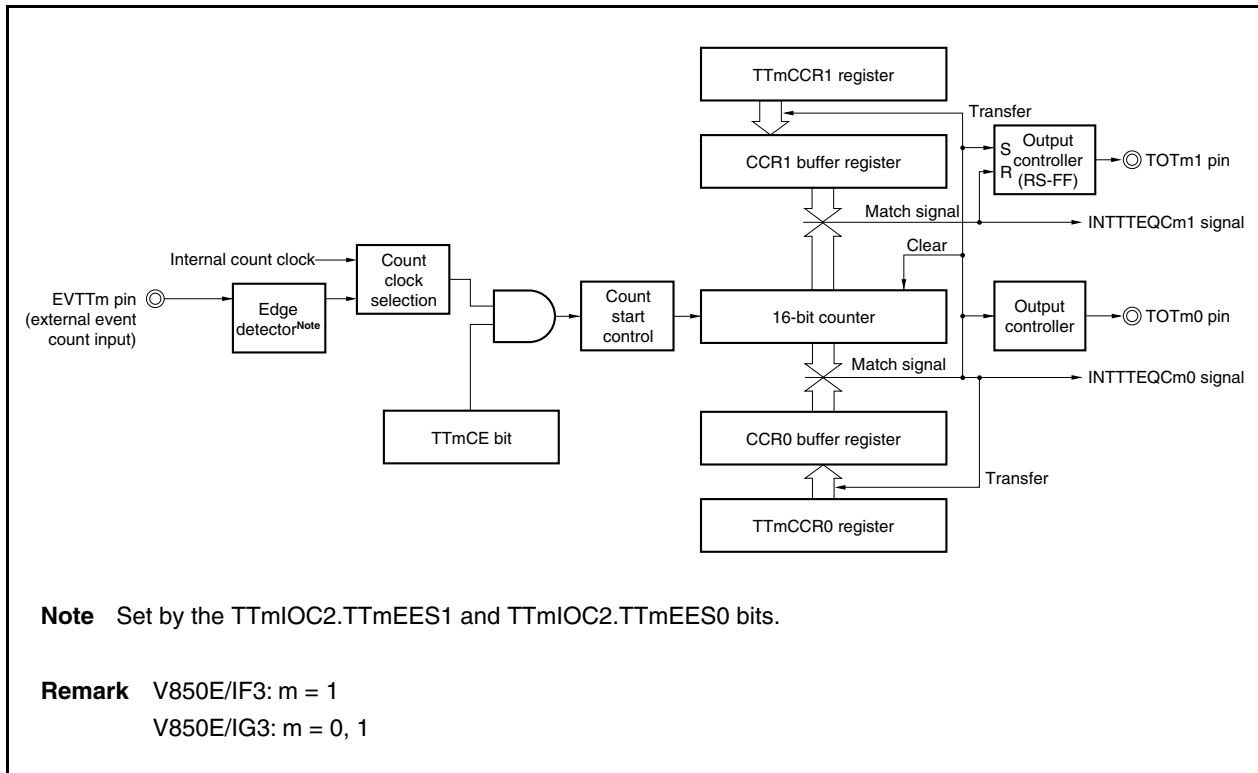 TTmCCR1 register
Transfer
CCR1 buffer register
S
R
Output
controller
(RS-FF)
TOTm1 pin
Match signal
INTTTEQCm1 signal
Clear
Internal count clock
Count
clock
selection
EVTTm pin
(external event
count input)
Edge
detectorNote
Count
start
control
16-bit counter
Output
controller
TOTm0 pin
Match signal
INTTTEQCm0 signal
TTmCE bit
CCR0 buffer register
Transfer
TTmCCR0 register
Note Set by the TTmIOC2.TTmEES1 and TTmIOC2.TTmEES0 bits.
Remark V850E/IF3: m = 1
V850E/IG3: m = 0, 1